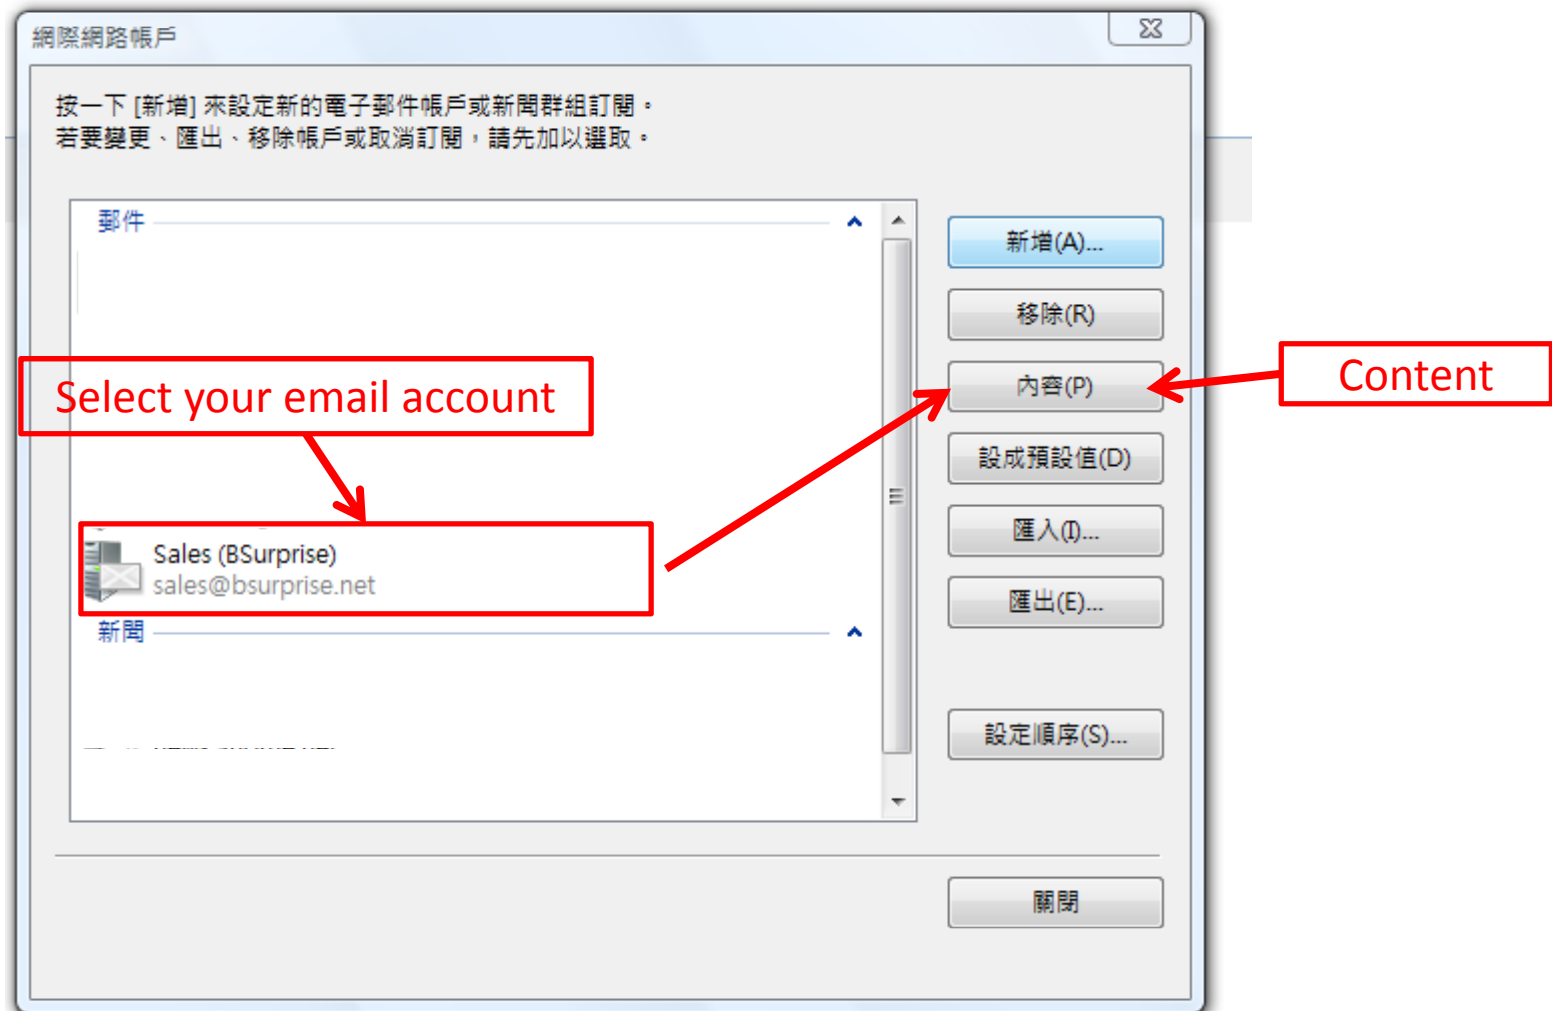 網際網路帳戶
按一下 [新增] 來設定新的電子郵件帳戶或新聞群組訂閱。
若要變更、匯出、移除帳戶或取消訂閱，請先加以選取。
郵件
新增(A)...
移除(R)
Select your email account
內容(P)
Content
設成預設值(D)
匯入(I)...
Sales (BSurprise)
sales@bsurprise.net
匯出(E)...
新聞
設定順序(S)...
關閉